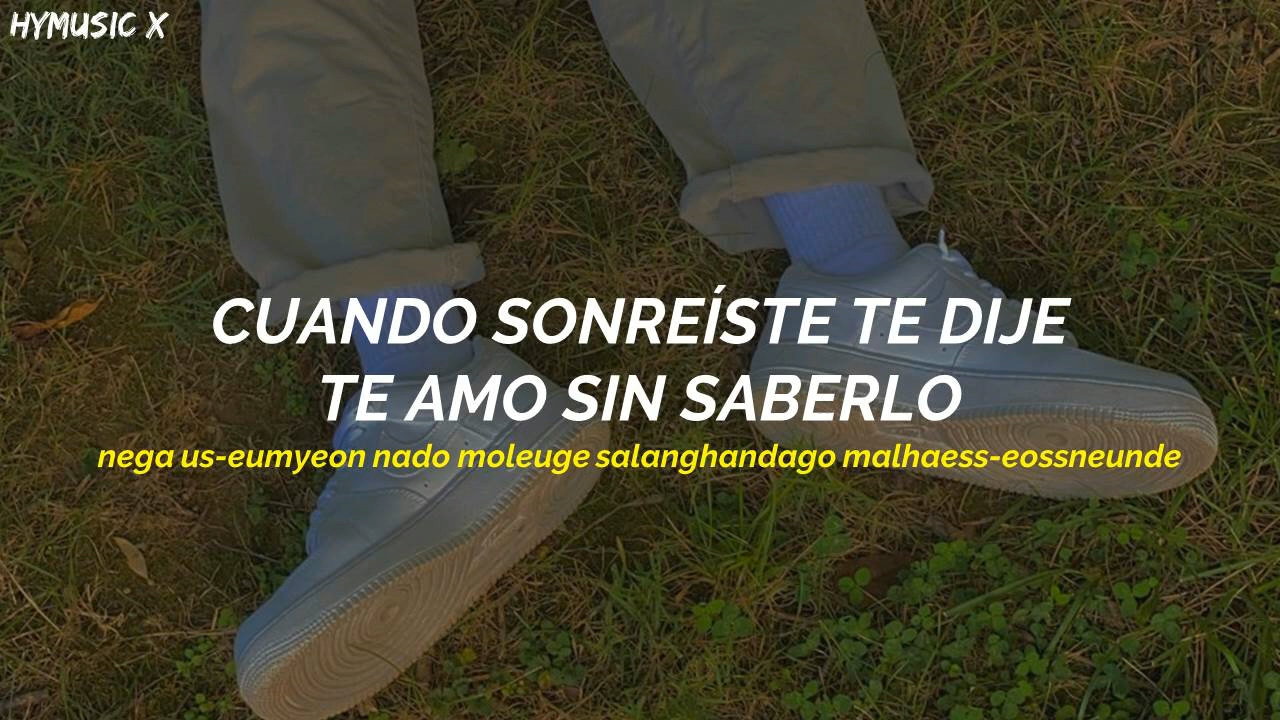 HYMUSIC X
CUANDO SONREÍSTE TE DIJE
TE AMO SIN SABERLO
nega us-eumyeon nado moleuge salanghandago malhaess-eossneunde